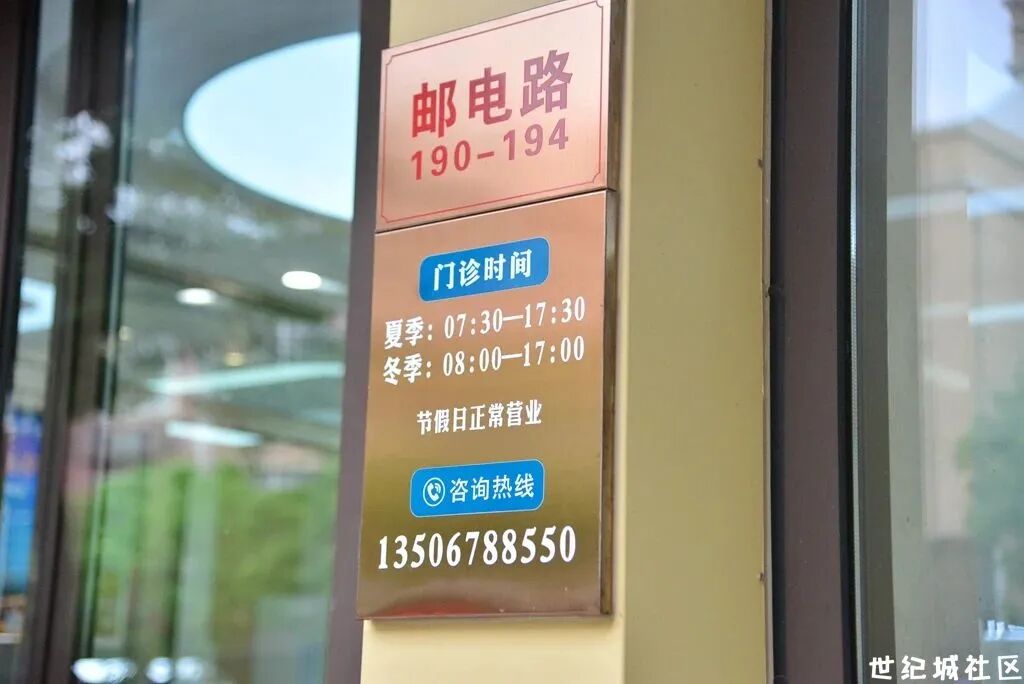 邮电路
190-194
门诊时间
夏季：07:30—17:30
冬季：08:00—17:00
节假日正常营业
咨询热线
13506788550
世纪城社区